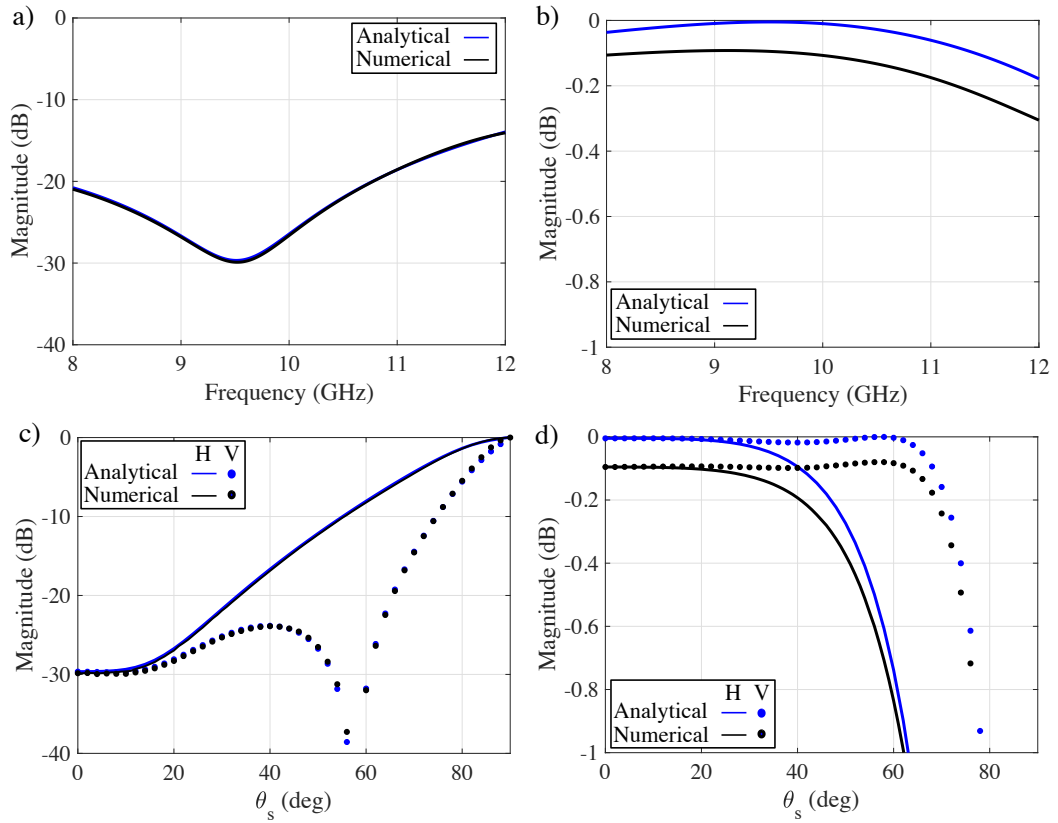 a)
0
-10
-20
-30
-40
Magnitude (dB)
Analytical
Numerical
8 9 10 11 12
Frequency (GHz)
b)
0
-0.2
-0.4
-0.6
-0.8
-1
Magnitude (dB)
Analytical
Numerical
8 9 10 11 12
Frequency (GHz)
c)
0
-10
-20
-30
-40
Magnitude (dB)
H V
Analytical
Numerical
0 20 40 60 80
θs (deg)
d)
0
-0.2
-0.4
-0.6
-0.8
-1
Magnitude (dB)
H V
Analytical
Numerical
0 20 40 60 80
θs (deg)